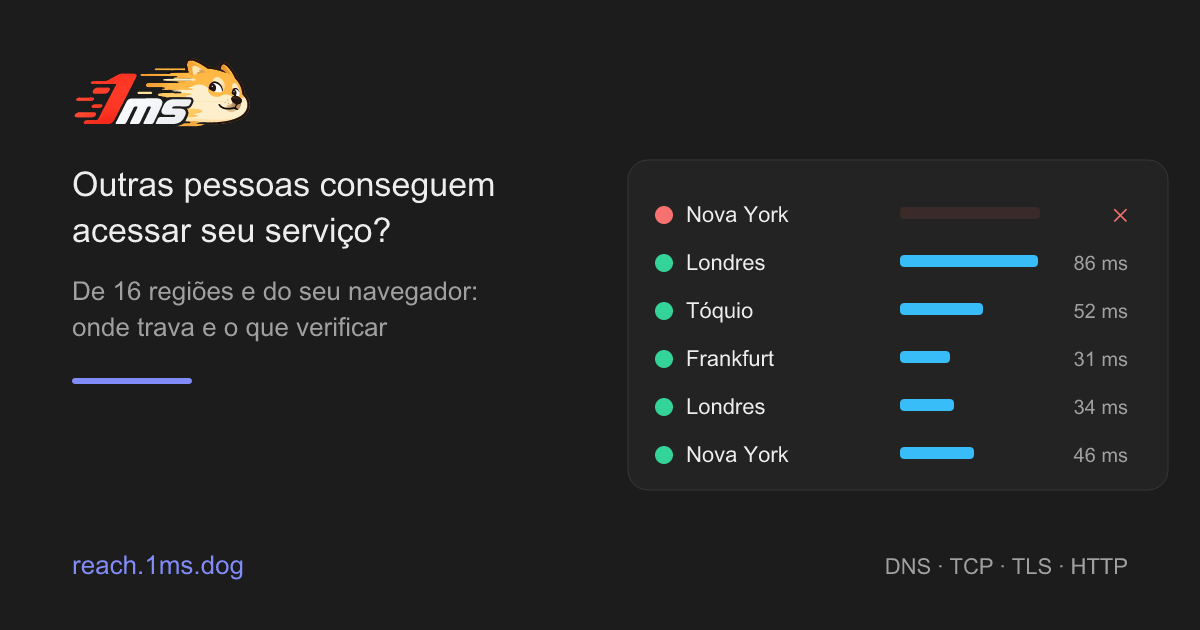 1ms
Outras pessoas conseguem
acessar seu serviço?
De 16 regiões e do seu navegador:
onde trava e o que verificar
Nova York ×
Londres 86 ms
Tóquio 52 ms
Frankfurt 31 ms
Londres 34 ms
Nova York 46 ms
reach.1ms.dog
DNS · TCP · TLS · HTTP